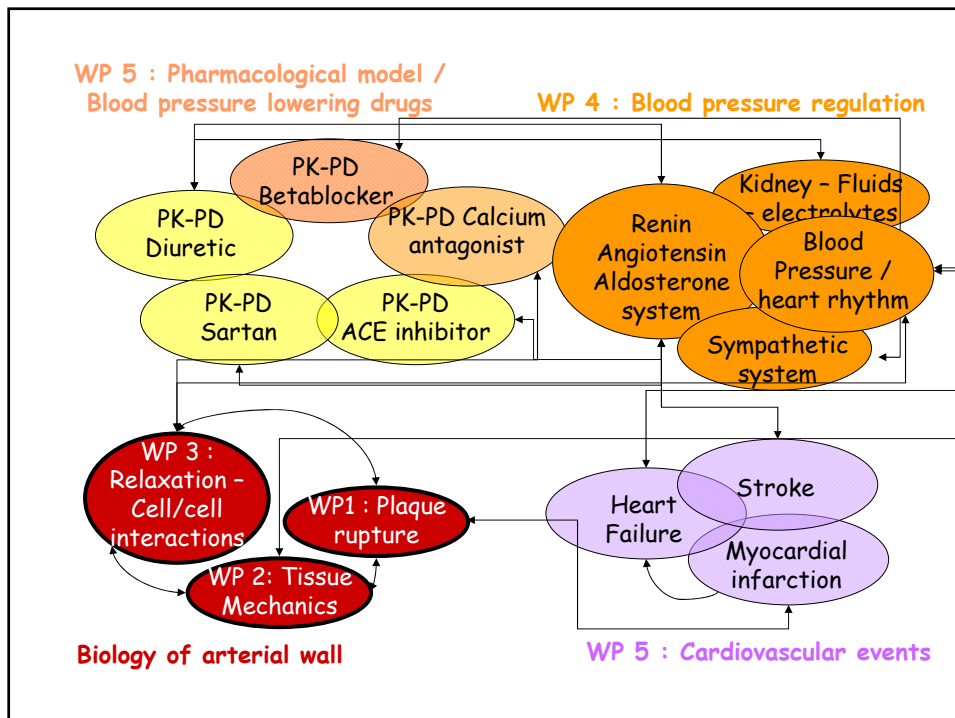 WP 5 : Pharmacological model /
Blood pressure lowering drugs
WP 4 : Blood pressure regulation
PK-PD
Betablocker
PK-PD
Diuretic
PK-PD Calcium
antagonist
PK-PD
Sartan
PK-PD
ACE inhibitor
Renin
Angiotensin
Aldosterone
system
Kidney – Fluids
– electrolytes
Blood
Pressure /
heart rhythm
Sympathetic
system
WP 3 :
Relaxation –
Cell/cell
interactions
WP1 : Plaque
rupture
WP 2: Tissue
Mechanics
Heart
Failure
Stroke
Myocardial
infarction
Biology of arterial wall
WP 5 : Cardiovascular events